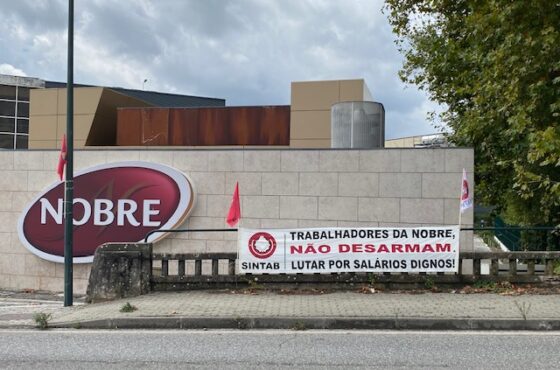 NOBRE
SINTAB
TRABALHADORES DA NOBRE,
NÃO DESARMAM.
LUTAR POR SALÁRIOS DIGNOS!